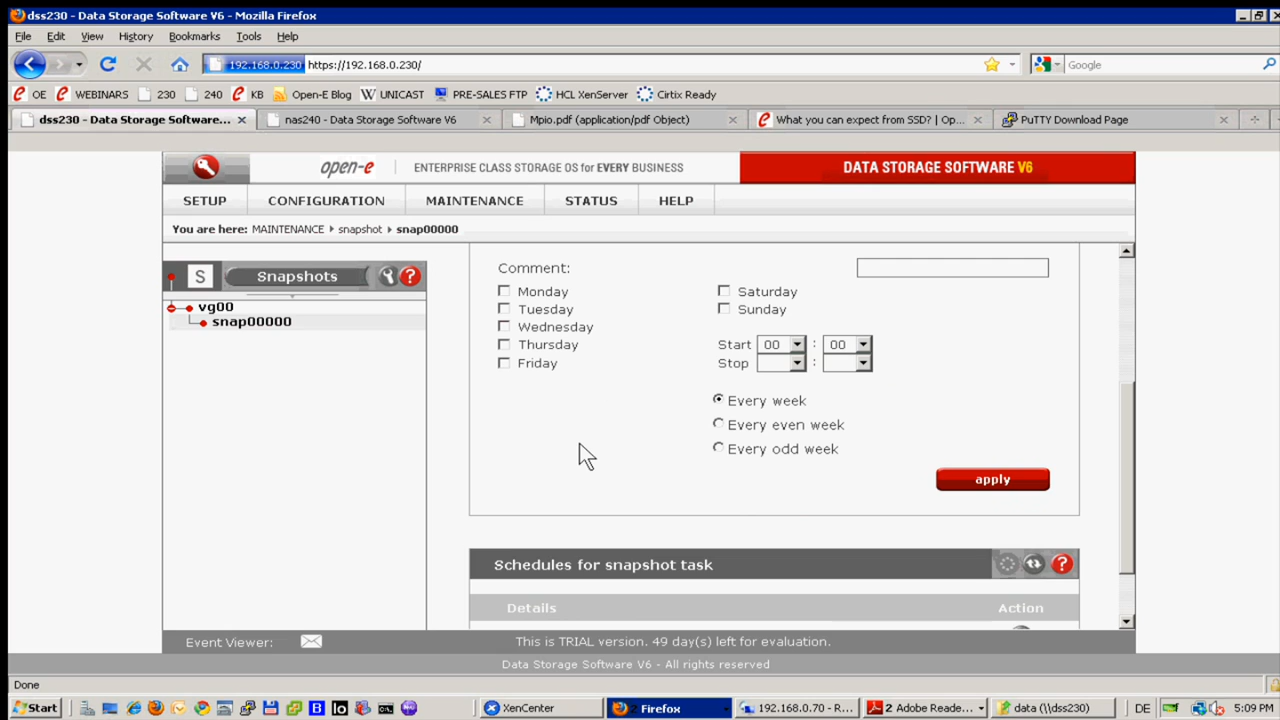 dss230 - Data Storage Software V6 - Mozilla Firefox
File Edit View History Bookmarks Tools Help
192.168.0.230 https://192.168.0.230/ Google
OE WEBINARS 230 240 KB Open-E Blog UNICAST PRE-SALES FTP HCL XenServer Cirtix Ready
dss230 - Data Storage Software... nas240 - Data Storage Software V6 Mpio.pdf (application/pdf Object) What you can expect from SSD? | Op... PuTTY Download Page
open-e ENTERPRISE CLASS STORAGE OS for EVERY BUSINESS DATA STORAGE SOFTWARE V6
SETUP CONFIGURATION MAINTENANCE STATUS HELP
You are here: MAINTENANCE snapshot snap00000
S Snapshots ?
vg00
snap00000
Comment:
Monday Saturday
Tuesday Sunday
Wednesday
Thursday Start 00 : 00
Friday Stop :
Every week
Every even week
Every odd week
apply
Schedules for snapshot task ?
Details Action
Event Viewer: This is TRIAL version. 49 day(s) left for evaluation.
Data Storage Software V6 - All rights reserved
Done
Start XenCenter 2 Firefox 192.168.0.70 - R... 2 Adobe Reade... data (\\dss230) DE 5:09 PM